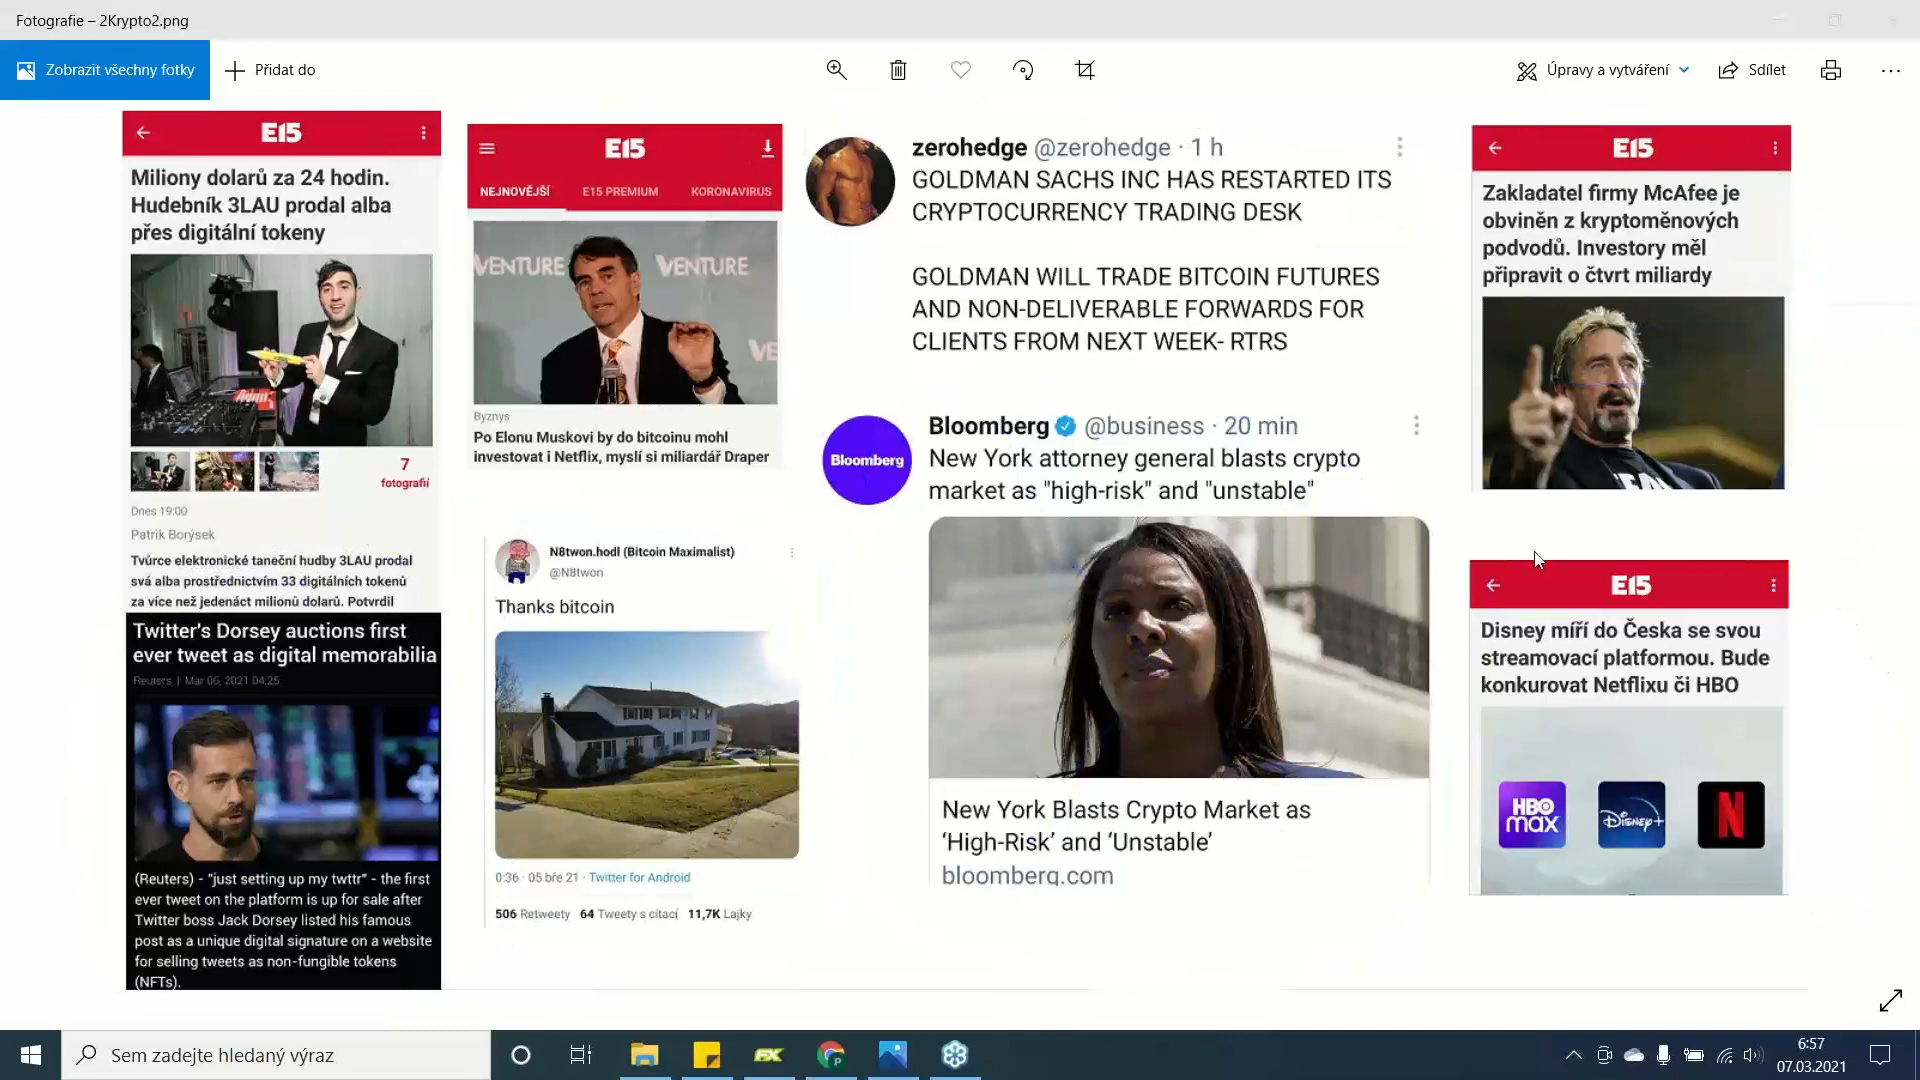 Fotografie – 2Krypto2.png
Zobrazit všechny fotky
Přidat do
Úpravy a vytváření
Sdílet
E15
Miliony dolarů za 24 hodin.
Hudebník 3LAU prodal alba
přes digitální tokeny
7
fotografií
Dnes 19:00
Patrik Borýsek
Tvůrce elektronické taneční hudby 3LAU prodal
svá alba prostřednictvím 33 digitálních tokenů
za více než jedenáct milionů dolarů. Potvrdil
Twitter's Dorsey auctions first
ever tweet as digital memorabilia
Reuters | Mar 06, 2021 04:25
(Reuters) - "just setting up my twttr" - the first
ever tweet on the platform is up for sale after
Twitter boss Jack Dorsey listed his famous
post as a unique digital signature on a website
for selling tweets as non-fungible tokens
(NFTs).
E15
NEJNOVĚJŠÍ E15 PREMIUM KORONAVIRUS
VENTURE VENTURE
VE
Byznys
Po Elonu Muskovi by do bitcoinu mohl
investovat i Netflix, myslí si miliardář Draper
N8twon.hodl (Bitcoin Maximalist)
@N8twon
Thanks bitcoin
0:36 · 05 bře 21 · Twitter for Android
506 Retweety 64 Tweety s citací 11,7K Lajky
zerohedge @zerohedge · 1 h
GOLDMAN SACHS INC HAS RESTARTED ITS
CRYPTOCURRENCY TRADING DESK
GOLDMAN WILL TRADE BITCOIN FUTURES
AND NON-DELIVERABLE FORWARDS FOR
CLIENTS FROM NEXT WEEK- RTRS
Bloomberg
Bloomberg @business · 20 min
New York attorney general blasts crypto
market as "high-risk" and "unstable"
New York Blasts Crypto Market as
‘High-Risk’ and ‘Unstable’
bloomberg.com
E15
Zakladatel firmy McAfee je
obviněn z kryptoměnových
podvodů. Investory měl
připravit o čtvrt miliardy
E15
Disney míří do Česka se svou
streamovací platformou. Bude
konkurovat Netflixu či HBO
HBO
max
Disney+
N
Sem zadejte hledaný výraz
FX
P
6:57
07.03.2021